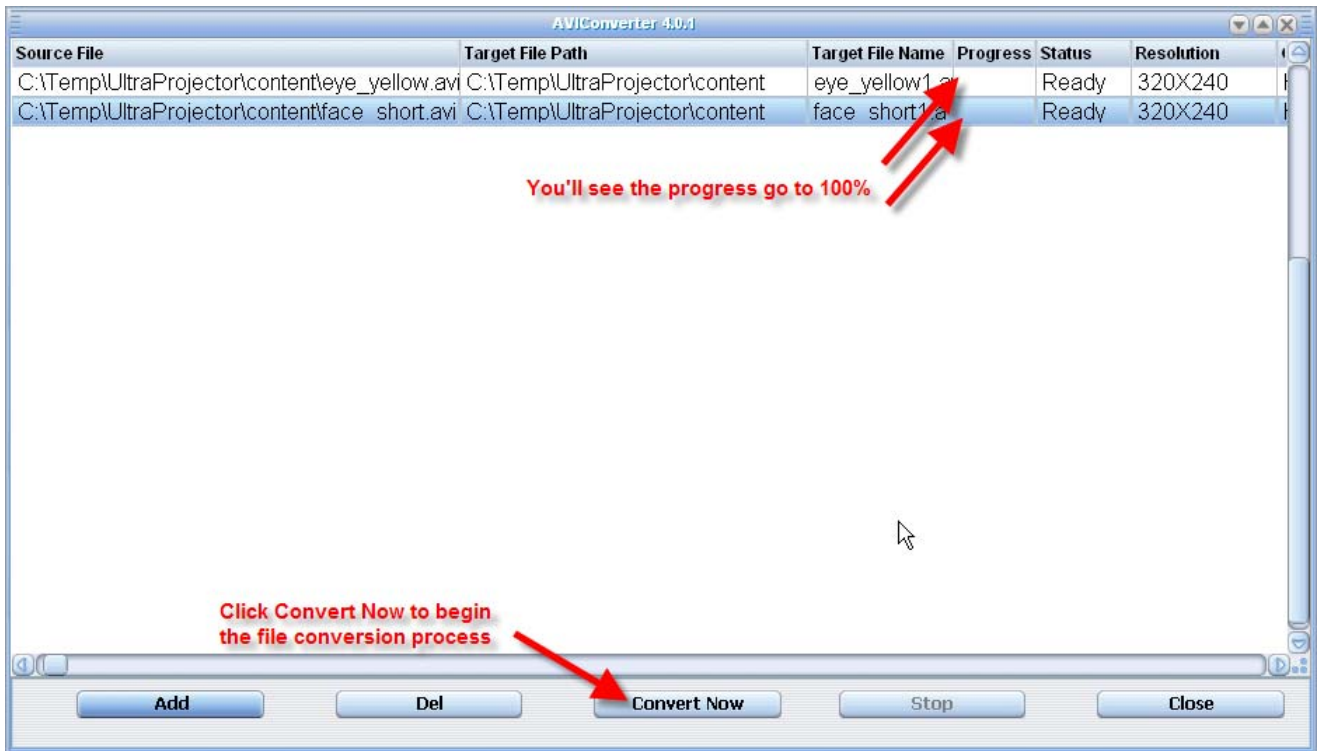 AVIConverter 4.0.1
Source File Target File Path Target File Name Progress Status Resolution
C:\Temp\UltraProjector\content\eye_yellow.avi C:\Temp\UltraProjector\content eye_yellow1.a Ready 320X240
C:\Temp\UltraProjector\content\face_short.avi C:\Temp\UltraProjector\content face_short1.a Ready 320X240
You'll see the progress go to 100%
Click Convert Now to begin
the file conversion process
Add Del Convert Now Stop Close